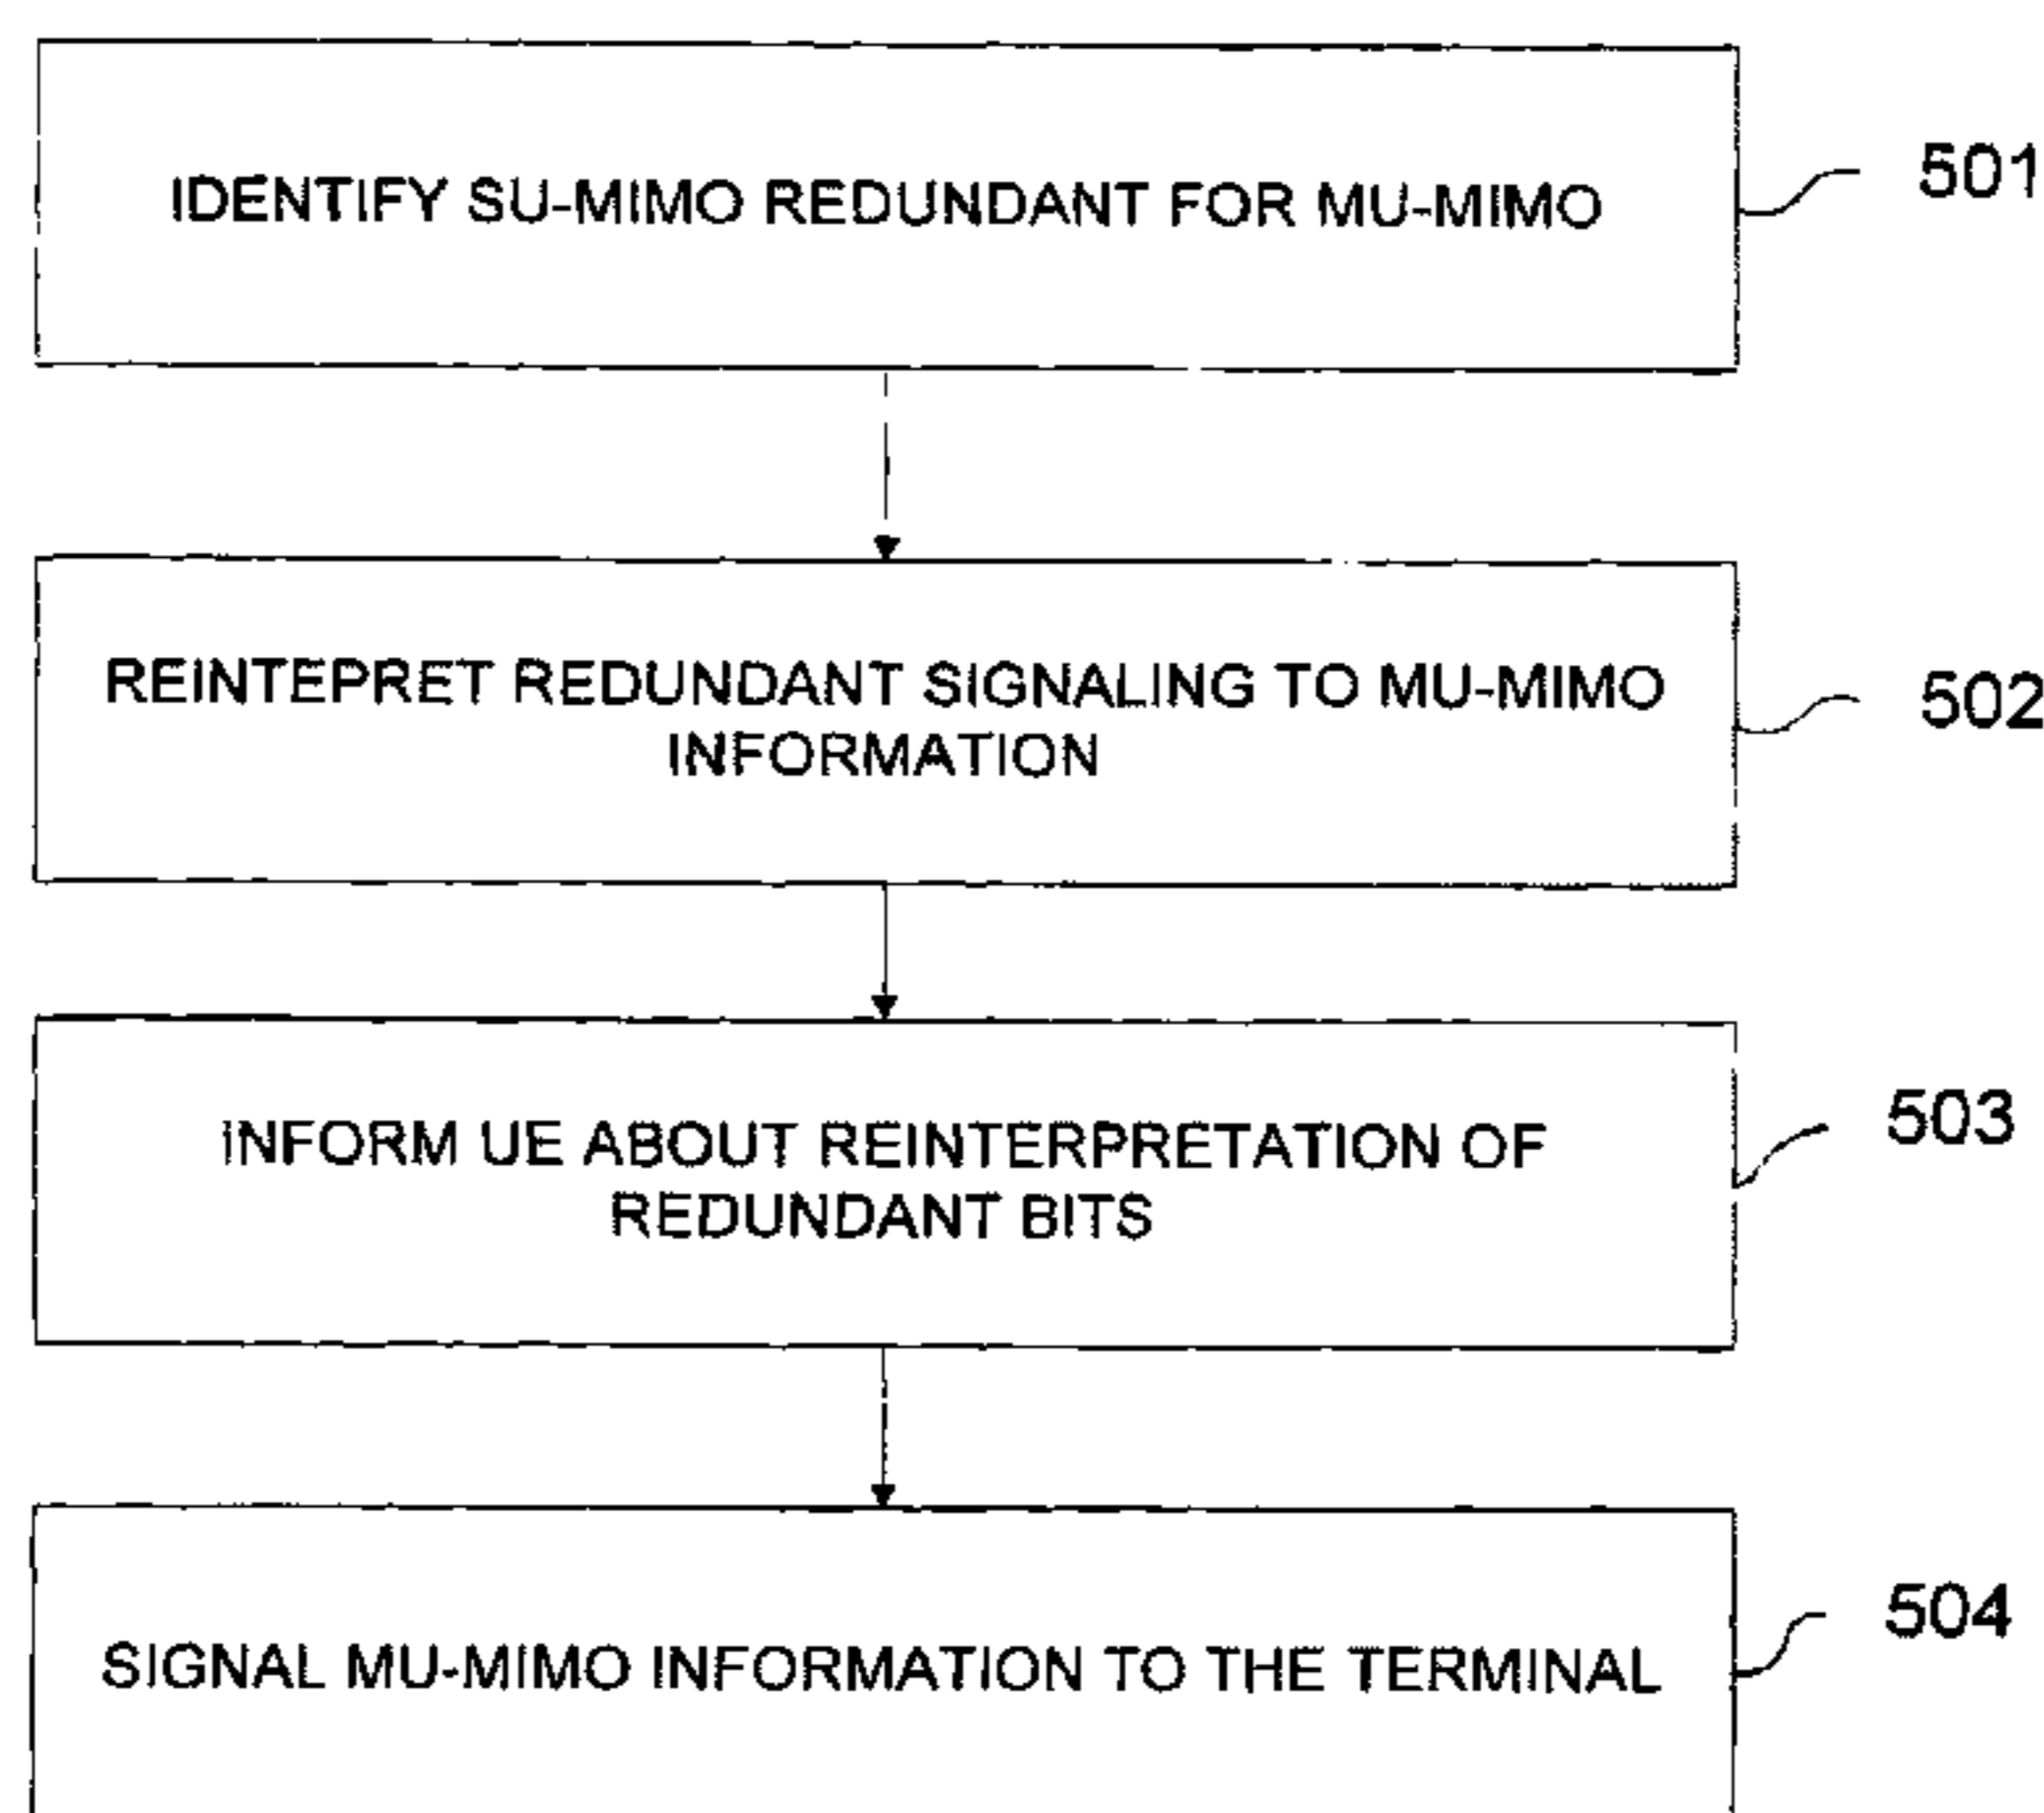 IDENTIFY SU-MIMO REDUNDANT FOR MU-MIMO
501
REINTEPRET REDUNDANT SIGNALING TO MU-MIMO
INFORMATION
502
INFORM UE ABOUT REINTERPRETATION OF
REDUNDANT BITS
503
SIGNAL MU-MIMO INFORMATION TO THE TERMINAL
504